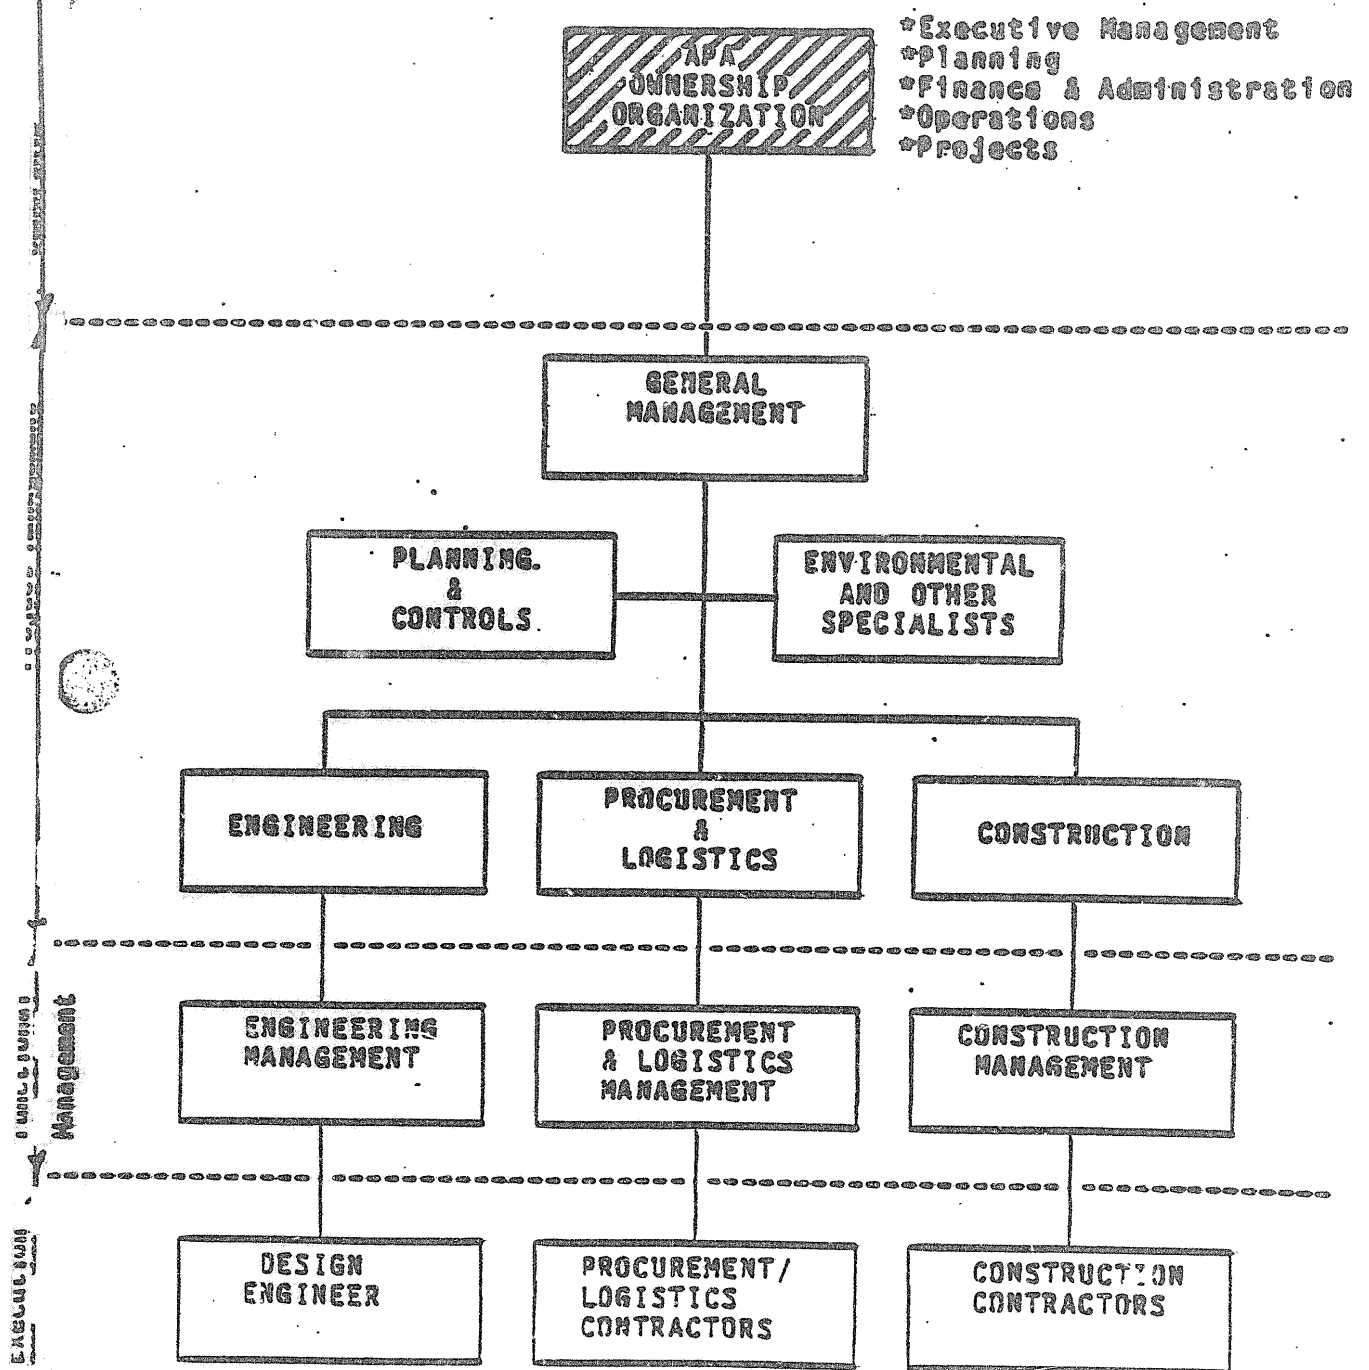 APA
OWNERSHIP
ORGANIZATION
*Executive Management
*Planning
*Finance & Administration
*Operations
*Projects
GENERAL
MANAGEMENT
PLANNING
&
CONTROLS
ENVIRONMENTAL
AND OTHER
SPECIALISTS
ENGINEERING
PROCUREMENT
&
LOGISTICS
CONSTRUCTION
Management
ENGINEERING
MANAGEMENT
PROCUREMENT
& LOGISTICS
MANAGEMENT
CONSTRUCTION
MANAGEMENT
Execution
DESIGN
ENGINEER
PROCUREMENT/
LOGISTICS
CONTRACTORS
CONSTRUCTION
CONTRACTORS